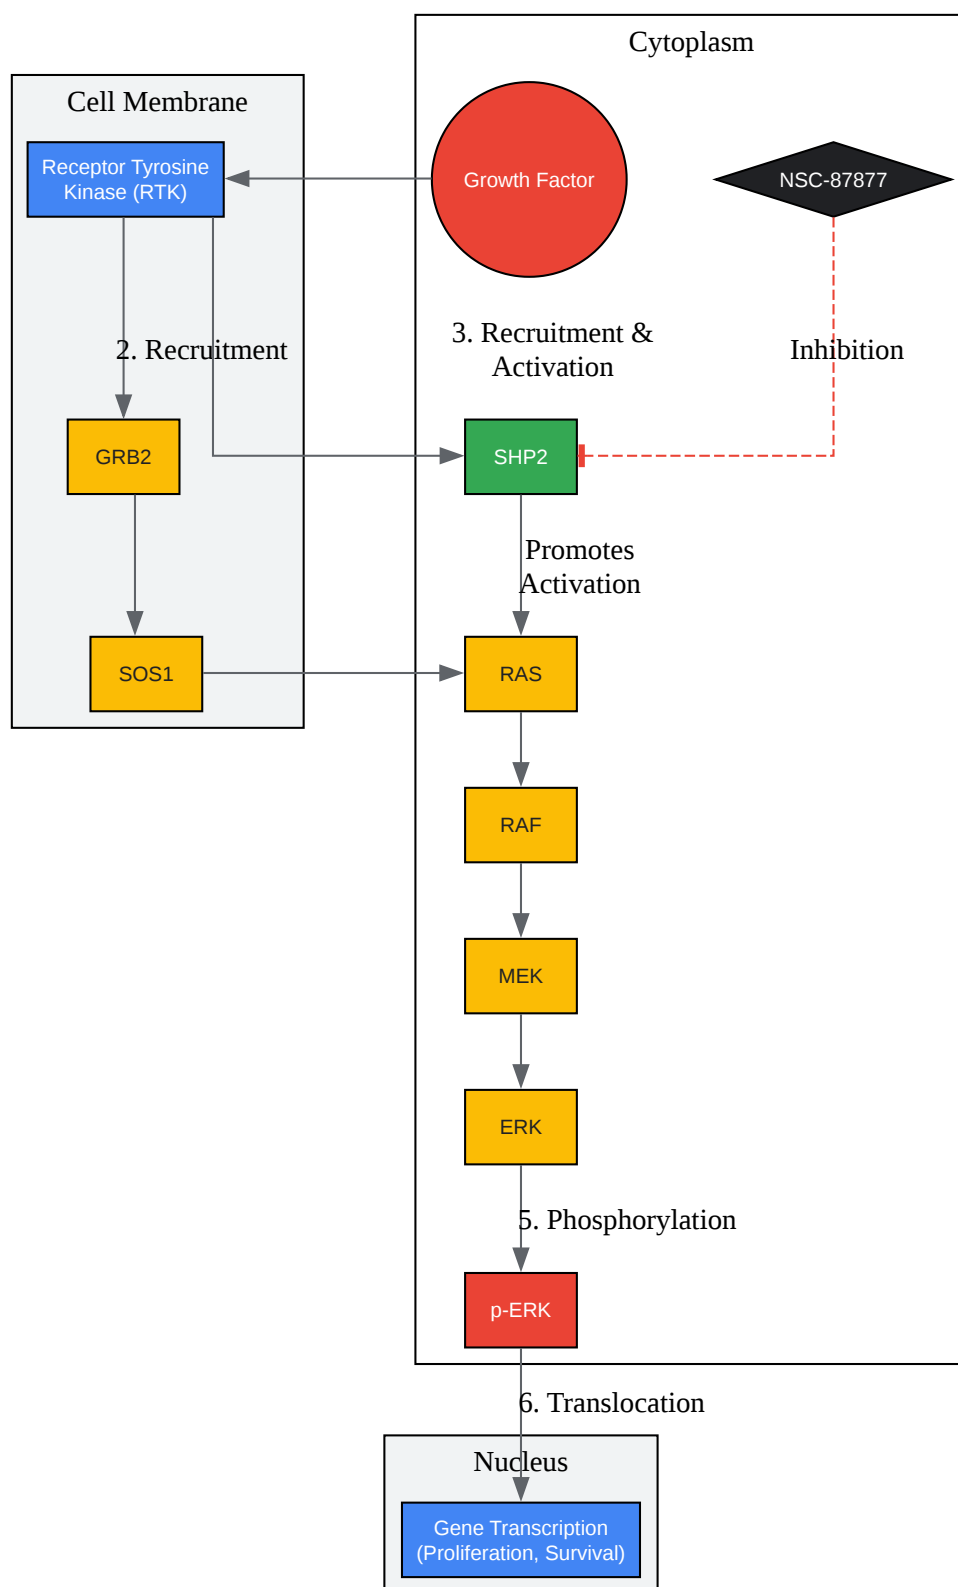 Cytoplasm
Cell Membrane
Receptor Tyrosine
Kinase (RTK)
Growth Factor
NSC-87877
2. Recruitment
3. Recruitment &
Activation
Inhibition
GRB2
SHP2
Promotes
Activation
SOS1
RAS
RAF
MEK
ERK
5. Phosphorylation
p-ERK
6. Translocation
Nucleus
Gene Transcription
(Proliferation, Survival)